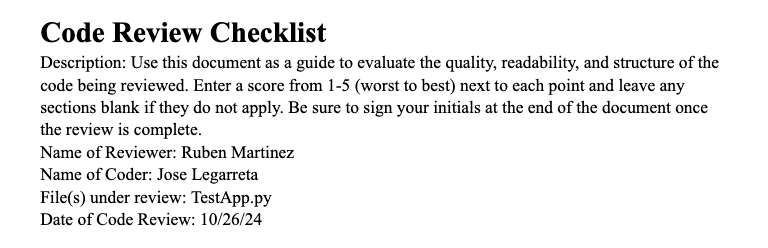 Code Review Checklist
Description: Use this document as a guide to evaluate the quality, readability, and structure of the
code being reviewed. Enter a score from 1-5 (worst to best) next to each point and leave any
sections blank if they do not apply. Be sure to sign your initials at the end of the document once
the review is complete.
Name of Reviewer: Ruben Martinez
Name of Coder: Jose Legarreta
File(s) under review: TestApp.py
Date of Code Review: 10/26/24